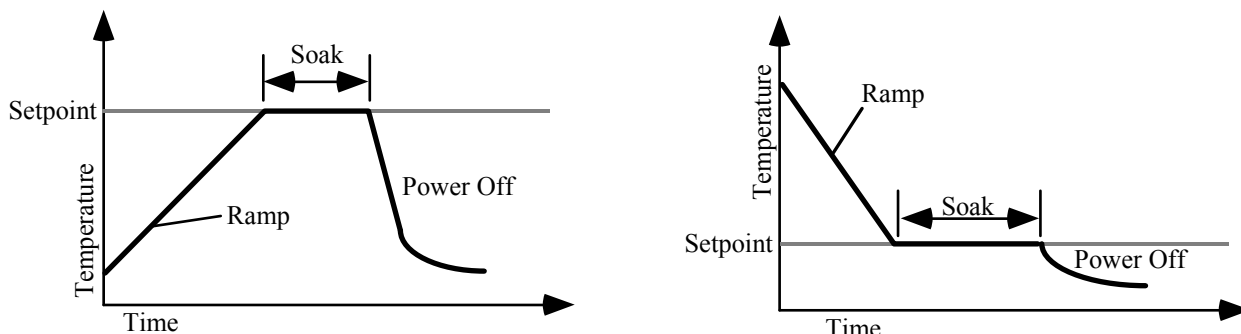 Soak
Setpoint
Temperature
Ramp
Power Off
Time
Temperature
Ramp
Soak
Setpoint
Power Off
Time